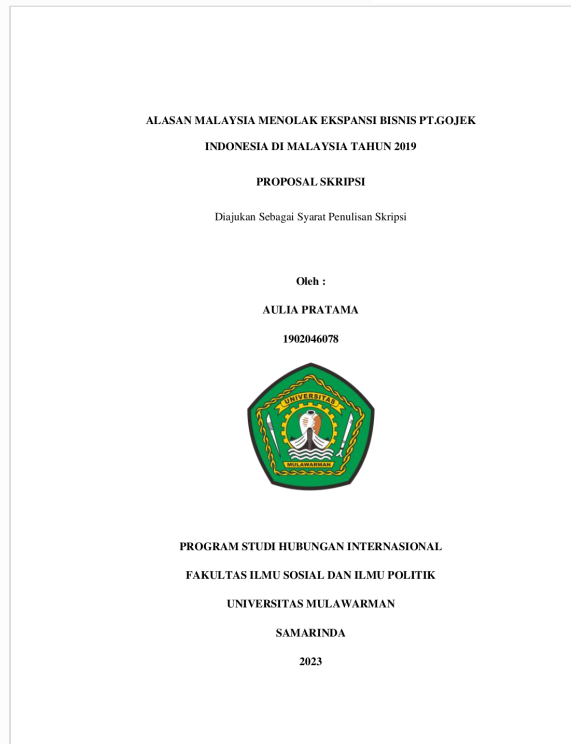 ALASAN MALAYSIA MENOLAK EKSPANSI BISNIS PT.GOJEK
INDONESIA DI MALAYSIA TAHUN 2019
PROPOSAL SKRIPSI
Diajukan Sebagai Syarat Penulisan Skripsi
Oleh :
AULIA PRATAMA
1902046078
UNIVERSITAS
MULAWARMAN
PROGRAM STUDI HUBUNGAN INTERNASIONAL
FAKULTAS ILMU SOSIAL DAN ILMU POLITIK
UNIVERSITAS MULAWARMAN
SAMARINDA
2023